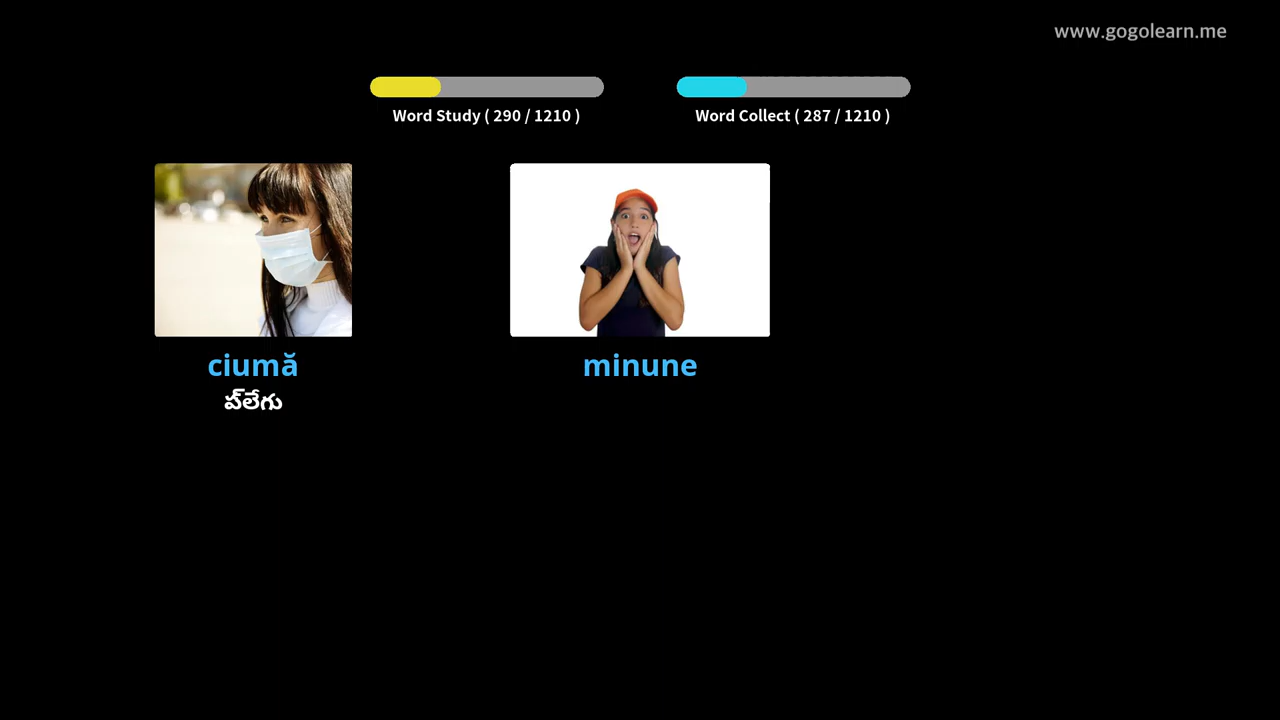 www.gogolearn.me
Word Study ( 290 / 1210 )
Word Collect ( 287 / 1210 )
ciumă
minune
ప్‌లేగు